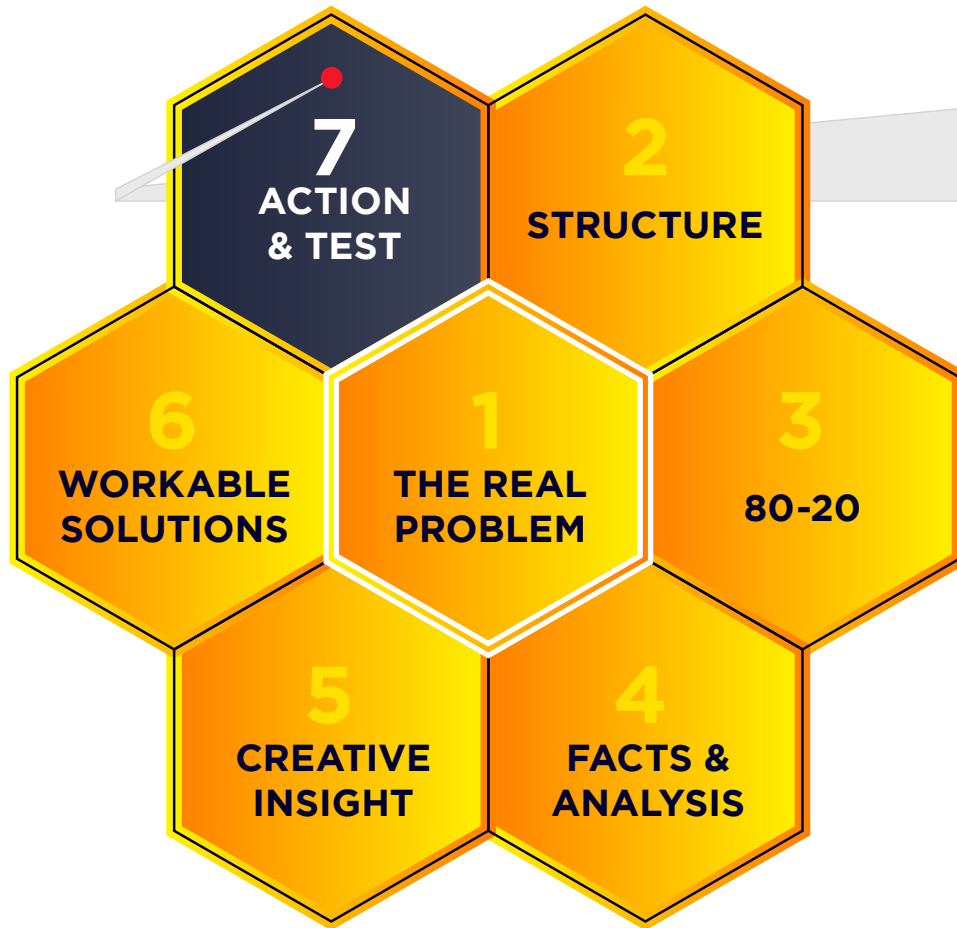 7
ACTION
& TEST
2
STRUCTURE
6
WORKABLE
SOLUTIONS
1
THE REAL
PROBLEM
3
80-20
5
CREATIVE
INSIGHT
4
FACTS &
ANALYSIS